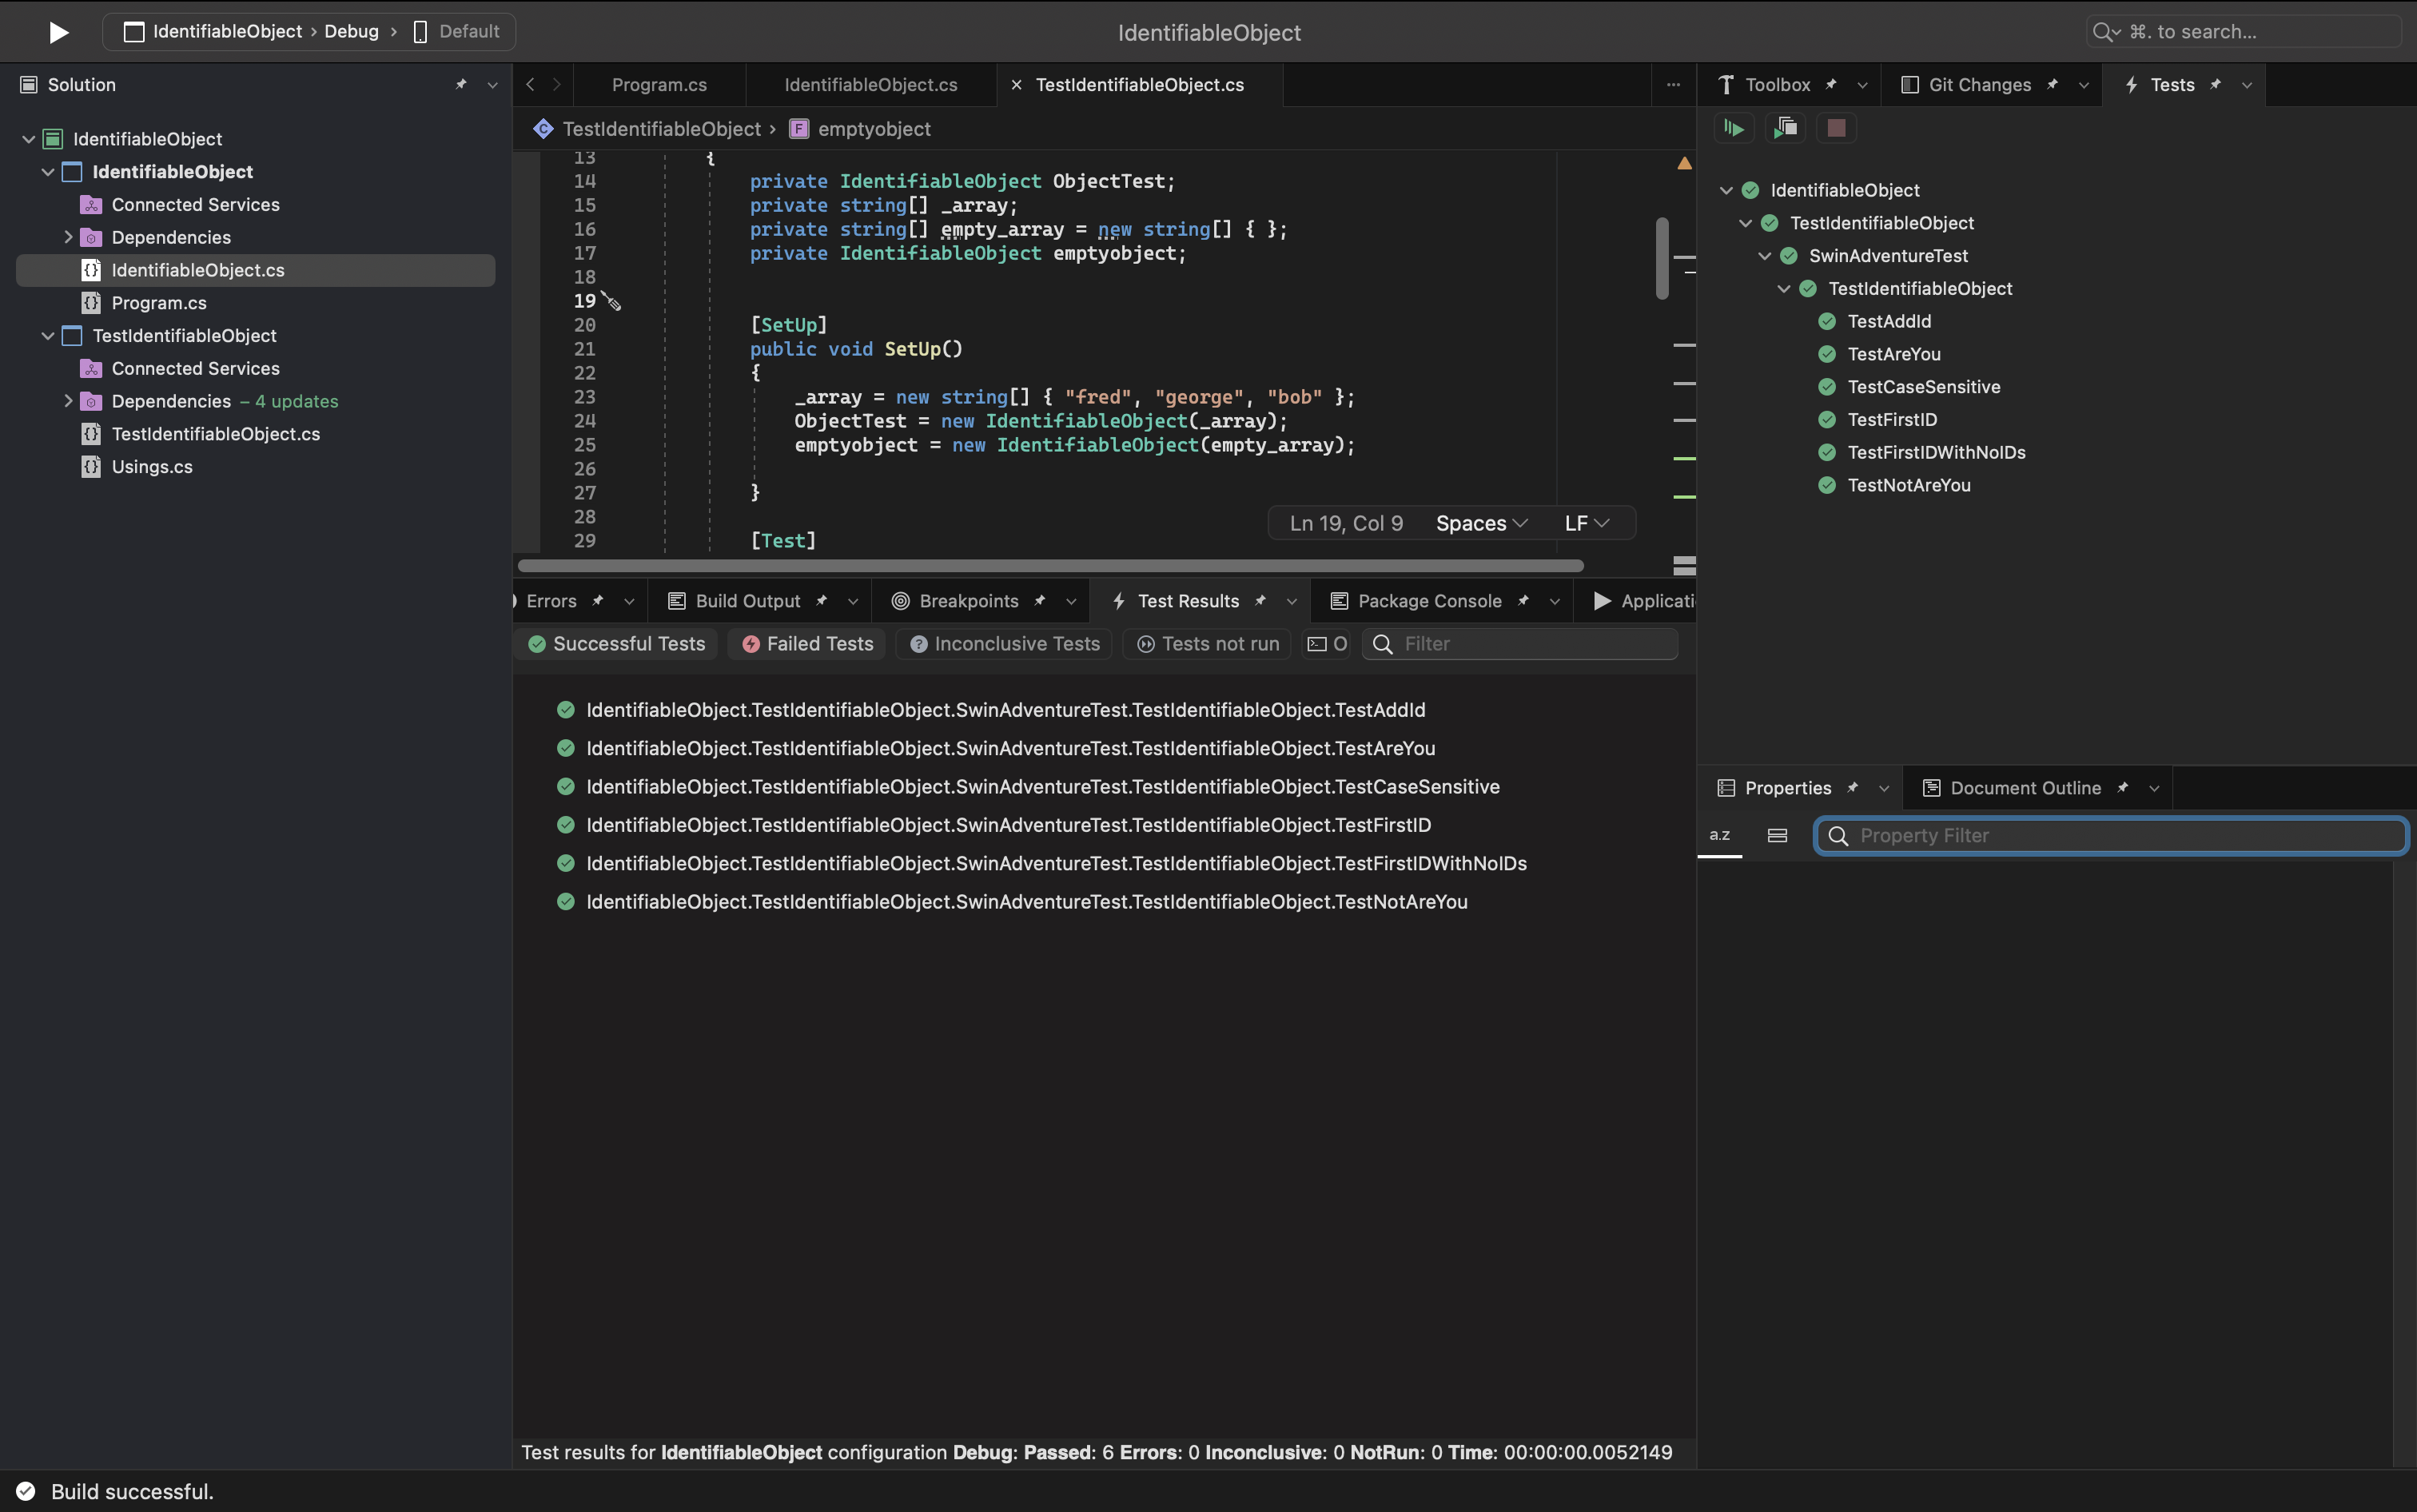 IdentifiableObject › Debug › Default
IdentifiableObject
⌘. to search...
Solution
IdentifiableObject
IdentifiableObject
Connected Services
Dependencies
IdentifiableObject.cs
Program.cs
TestIdentifiableObject
Connected Services
Dependencies – 4 updates
TestIdentifiableObject.cs
Usings.cs
Program.cs
IdentifiableObject.cs
TestIdentifiableObject.cs
TestIdentifiableObject › F emptyobject
13 {
14 private IdentifiableObject ObjectTest;
15 private string[] _array;
16 private string[] empty_array = new string[] { };
17 private IdentifiableObject emptyobject;
18
19
20 [SetUp]
21 public void SetUp()
22 {
23 _array = new string[] { "fred", "george", "bob" };
24 ObjectTest = new IdentifiableObject(_array);
25 emptyobject = new IdentifiableObject(empty_array);
26
27 }
28
29 [Test]
Ln 19, Col 9 Spaces LF
Toolbox
Git Changes
Tests
IdentifiableObject
TestIdentifiableObject
SwinAdventureTest
TestIdentifiableObject
TestAddId
TestAreYou
TestCaseSensitive
TestFirstID
TestFirstIDWithNoIDs
TestNotAreYou
Errors
Build Output
Breakpoints
Test Results
Package Console
Applicati
Successful Tests
Failed Tests
Inconclusive Tests
Tests not run
O
Filter
IdentifiableObject.TestIdentifiableObject.SwinAdventureTest.TestIdentifiableObject.TestAddId
IdentifiableObject.TestIdentifiableObject.SwinAdventureTest.TestIdentifiableObject.TestAreYou
IdentifiableObject.TestIdentifiableObject.SwinAdventureTest.TestIdentifiableObject.TestCaseSensitive
IdentifiableObject.TestIdentifiableObject.SwinAdventureTest.TestIdentifiableObject.TestFirstID
IdentifiableObject.TestIdentifiableObject.SwinAdventureTest.TestIdentifiableObject.TestFirstIDWithNoIDs
IdentifiableObject.TestIdentifiableObject.SwinAdventureTest.TestIdentifiableObject.TestNotAreYou
Properties
Document Outline
a.z
Property Filter
Test results for IdentifiableObject configuration Debug: Passed: 6 Errors: 0 Inconclusive: 0 NotRun: 0 Time: 00:00:00.0052149
Build successful.